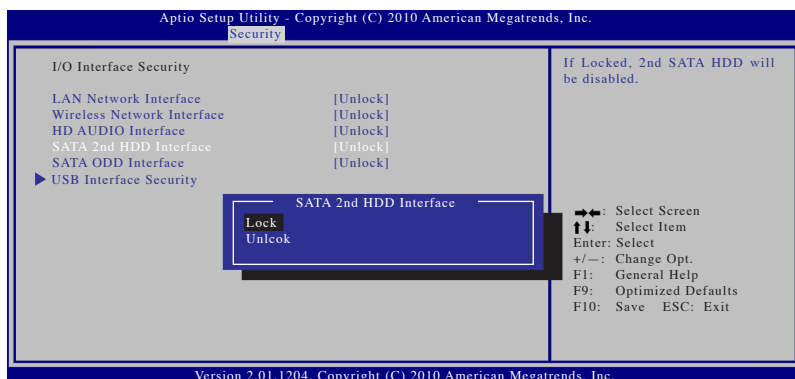 Aptio Setup Utility - Copyright (C) 2010 American Megatrends, Inc.
Security
I/O Interface Security
LAN Network Interface [Unlock]
Wireless Network Interface [Unlock]
HD AUDIO Interface [Unlock]
SATA 2nd HDD Interface [Unlock]
SATA ODD Interface [Unlock]
USB Interface Security
SATA 2nd HDD Interface
Lock
Unlcok
If Locked, 2nd SATA HDD will
be disabled.
→←: Select Screen
↑↓: Select Item
Enter: Select
+/—: Change Opt.
F1: General Help
F9: Optimized Defaults
F10: Save ESC: Exit
Version 2.01.1204. Copyright (C) 2010 American Megatrends, Inc.